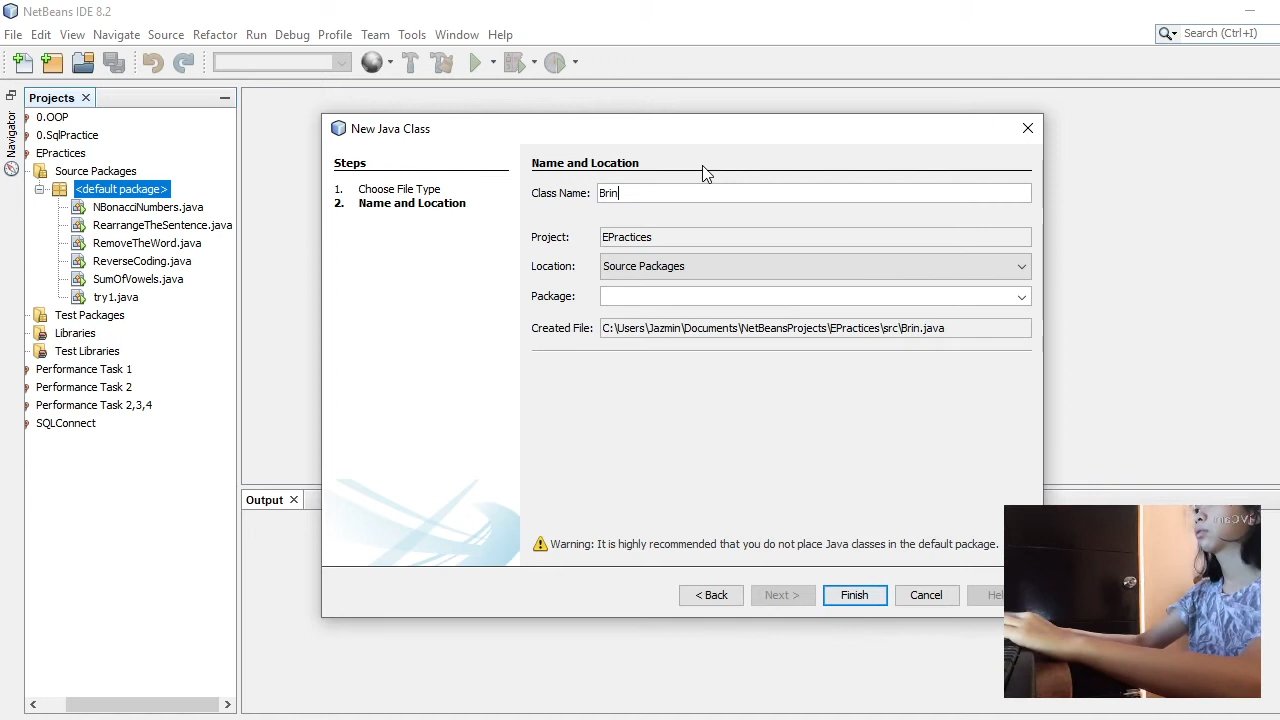 NetBeans IDE 8.2
File Edit View Navigate Source Refactor Run Debug Profile Team Tools Window Help
Search (Ctrl+I)
Projects
Navigator
0.OOP
0.SqlPractice
EPractices
Source Packages
<default package>
NBonacciNumbers.java
RearrangeTheSentence.java
RemoveTheWord.java
ReverseCoding.java
SumOfVowels.java
try1.java
Test Packages
Libraries
Test Libraries
Performance Task 1
Performance Task 2
Performance Task 2,3,4
SQLConnect
New Java Class
Steps
1. Choose File Type
2. Name and Location
Name and Location
Class Name: Brin
Project: EPractices
Location: Source Packages
Package:
Created File: C:\Users\Jazmin\Documents\NetBeansProjects\EPractices\src\Brin.java
Warning: It is highly recommended that you do not place Java classes in the default package.
< Back Next > Finish Cancel Hel
Output
iVCam